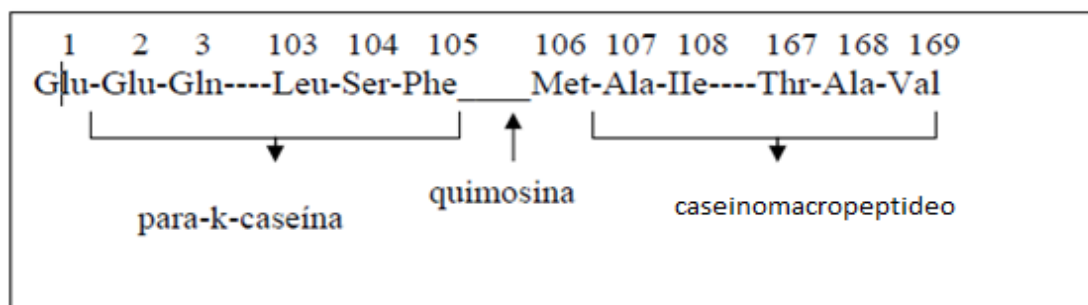 1 2 3 103 104 105 106 107 108 167 168 169
Glu-Glu-Gln----Leu-Ser-Phe____Met-Ala-IIe----Thr-Ala-Val
quimosina
para-k-caseína
caseinomacropeptideo